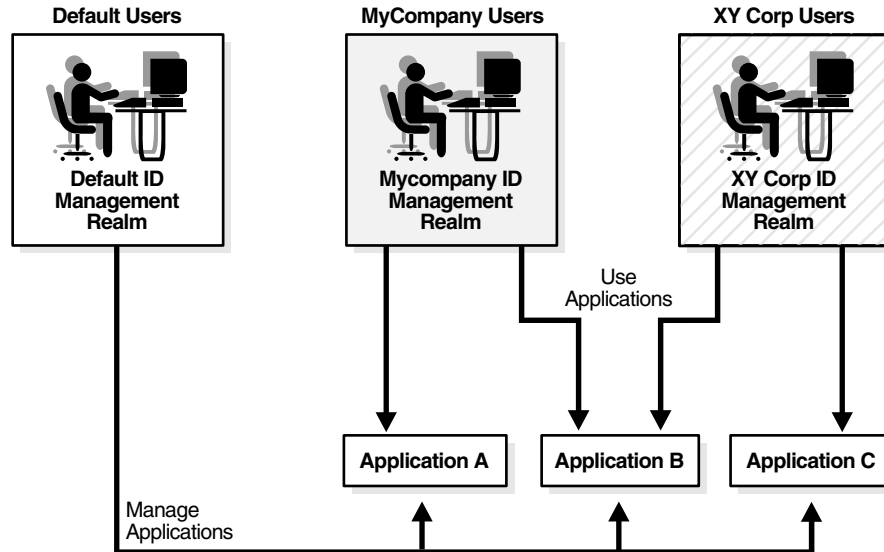 Default Users
MyCompany Users
XY Corp Users
Default ID
Management
Realm
Mycompany ID
Management
Realm
XY Corp ID
Management
Realm
Use
Applications
Application A
Application B
Application C
Manage
Applications